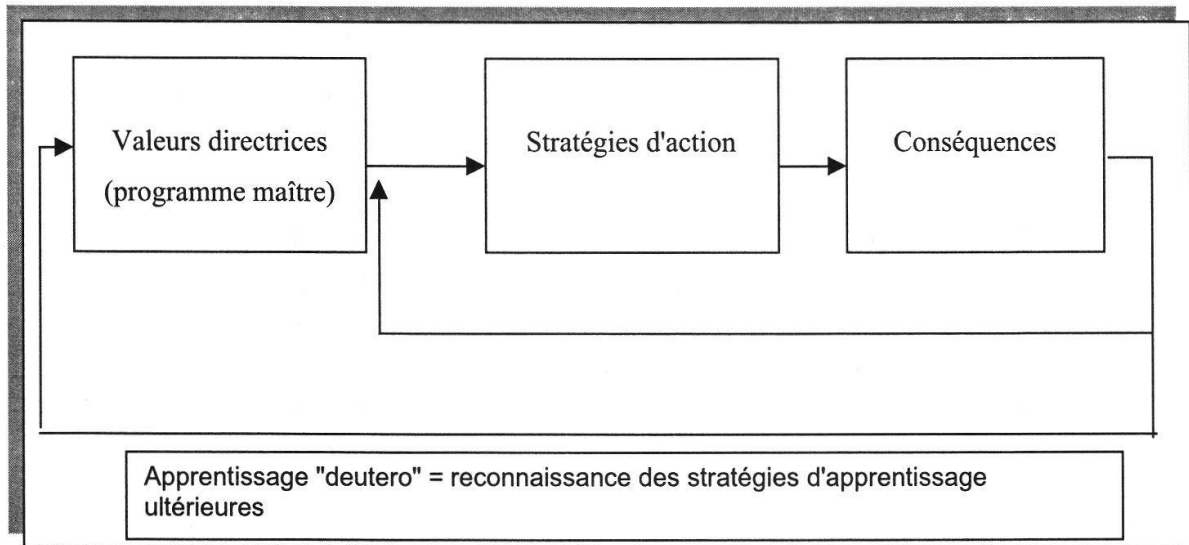 Valeurs directrices
(programme maître)
Stratégies d'action
Conséquences
Apprentissage "deutero" = reconnaissance des stratégies d'apprentissage
ultérieures